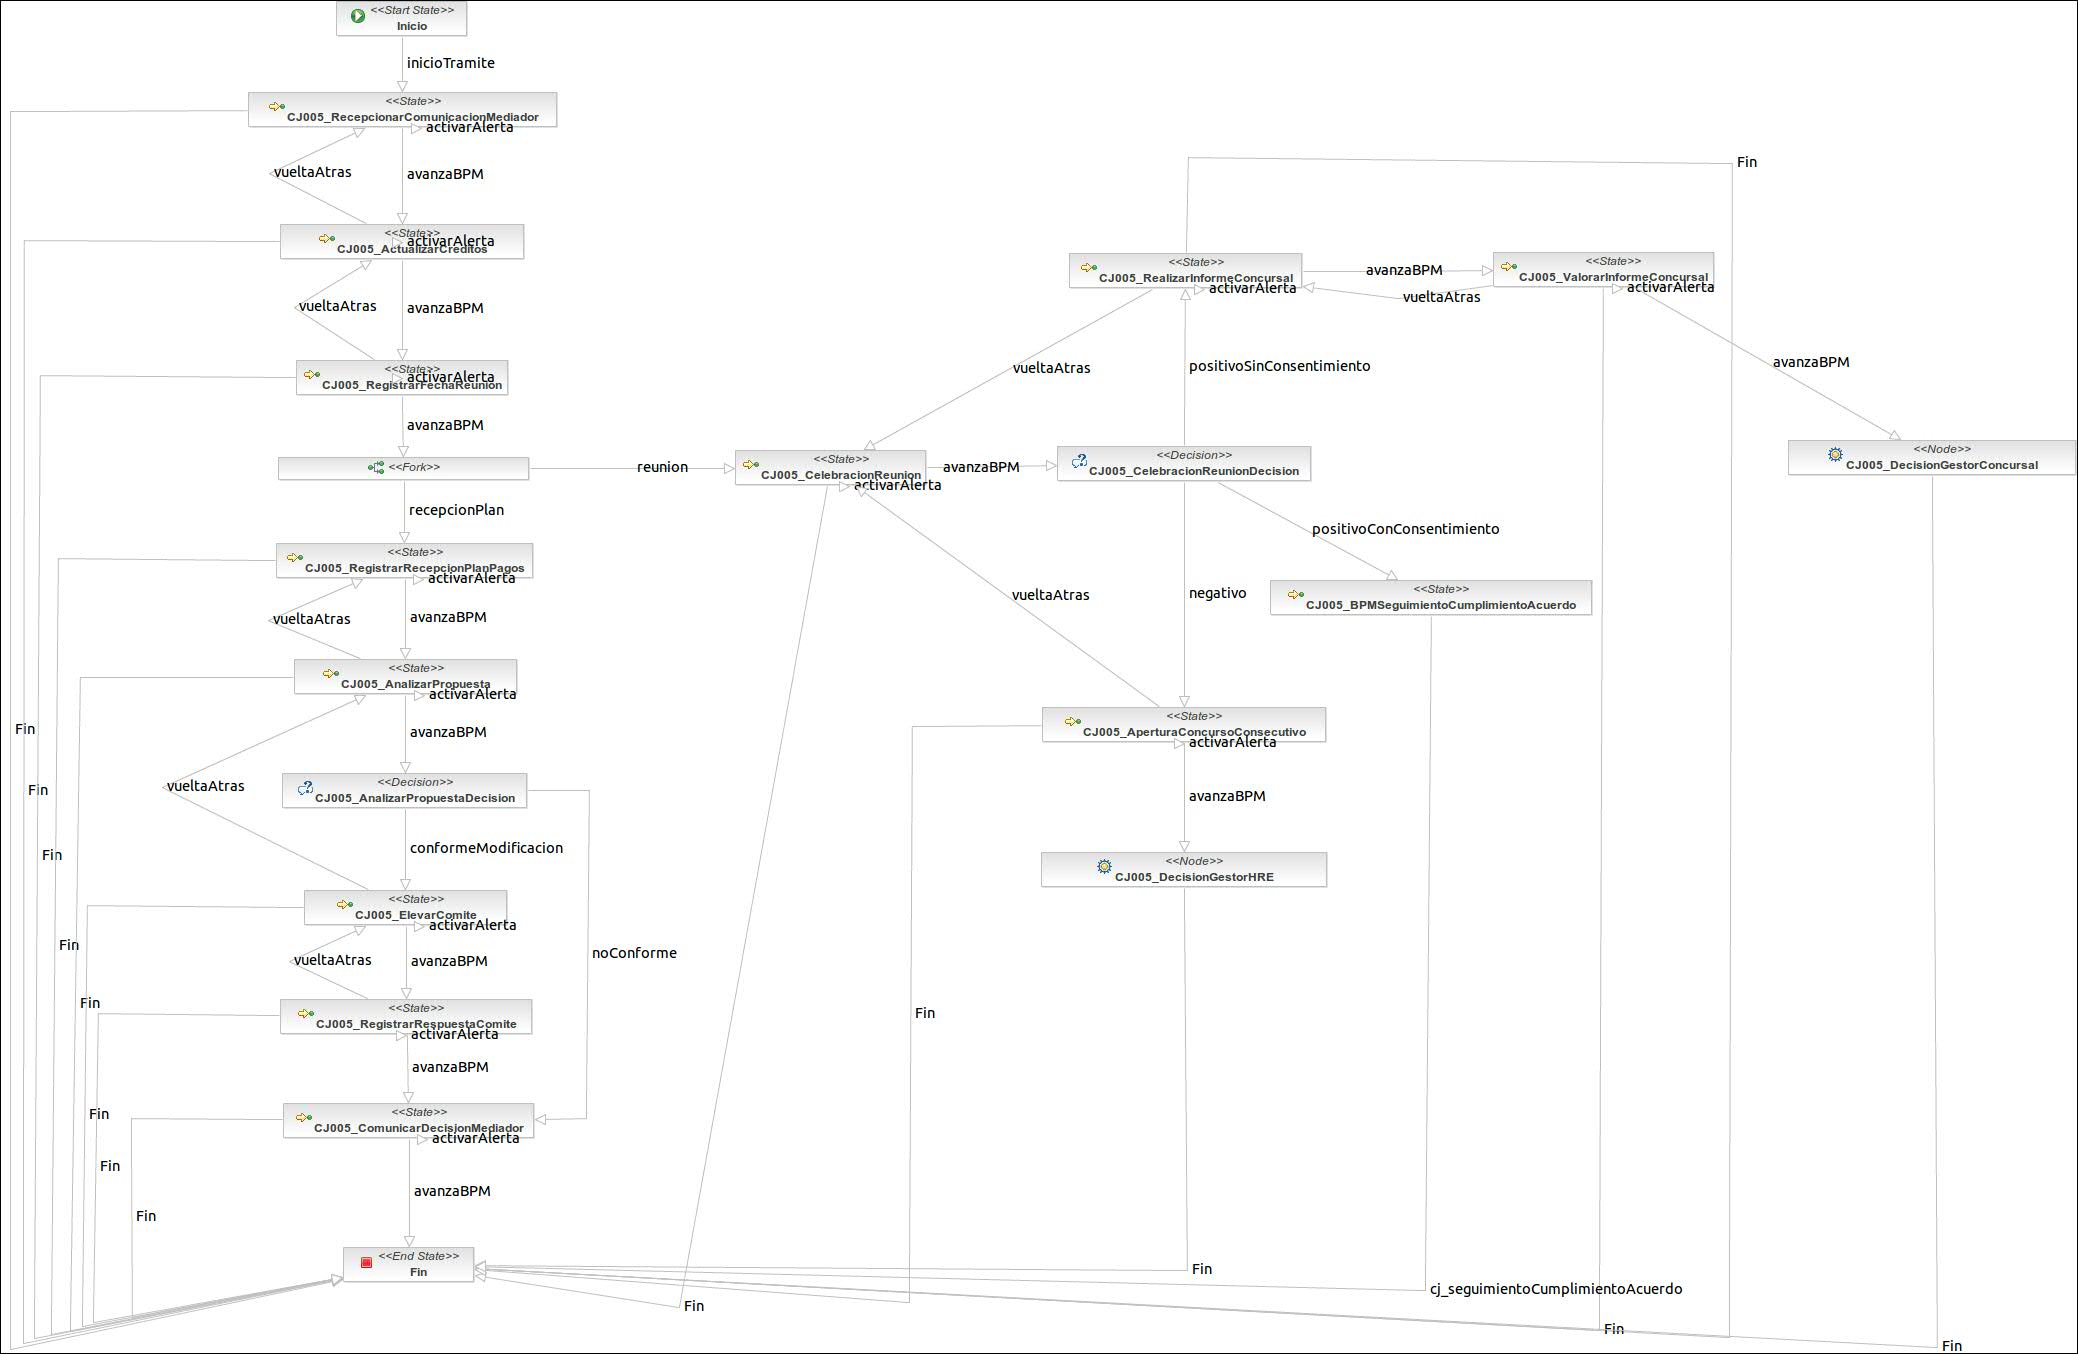 <<Start State>>
Inicio
inicioTramite
<<State>>
CJ005_RecepcionarComunicacionMediador
activarAlerta
vueltaAtras
avanzaBPM
<<State>>
CJ005_ActualizarCreditos
activarAlerta
vueltaAtras
avanzaBPM
<<State>>
CJ005_RegistrarFechaReunion
activarAlerta
avanzaBPM
<<Fork>>
reunion
recepcionPlan
<<State>>
CJ005_RegistrarRecepcionPlanPagos
activarAlerta
vueltaAtras
avanzaBPM
<<State>>
CJ005_AnalizarPropuesta
activarAlerta
avanzaBPM
vueltaAtras
<<Decision>>
CJ005_AnalizarPropuestaDecision
conformeModificacion
noConforme
<<State>>
CJ005_ElevarComite
activarAlerta
vueltaAtras
avanzaBPM
<<State>>
CJ005_RegistrarRespuestaComite
activarAlerta
avanzaBPM
<<State>>
CJ005_ComunicarDecisionMediador
activarAlerta
avanzaBPM
<<End State>>
Fin
Fin
Fin
Fin
Fin
Fin
Fin
Fin
Fin
<<State>>
CJ005_CelebracionReunion
activarAlerta
avanzaBPM
Fin
<<Decision>>
CJ005_CelebracionReunionDecision
positivoSinConsentimiento
positivoConConsentimiento
negativo
<<State>>
CJ005_RealizarInformeConcursal
activarAlerta
vueltaAtras
avanzaBPM
Fin
<<State>>
CJ005_ValorarInformeConcursal
activarAlerta
vueltaAtras
avanzaBPM
<<Node>>
CJ005_DecisionGestorConcursal
<<State>>
CJ005_BPMSeguimientoCumplimientoAcuerdo
vueltaAtras
<<State>>
CJ005_AperturaConcursoConsecutivo
activarAlerta
avanzaBPM
<<Node>>
CJ005_DecisionGestorHRE
Fin
Fin
cj_seguimientoCumplimientoAcuerdo
Fin
Fin